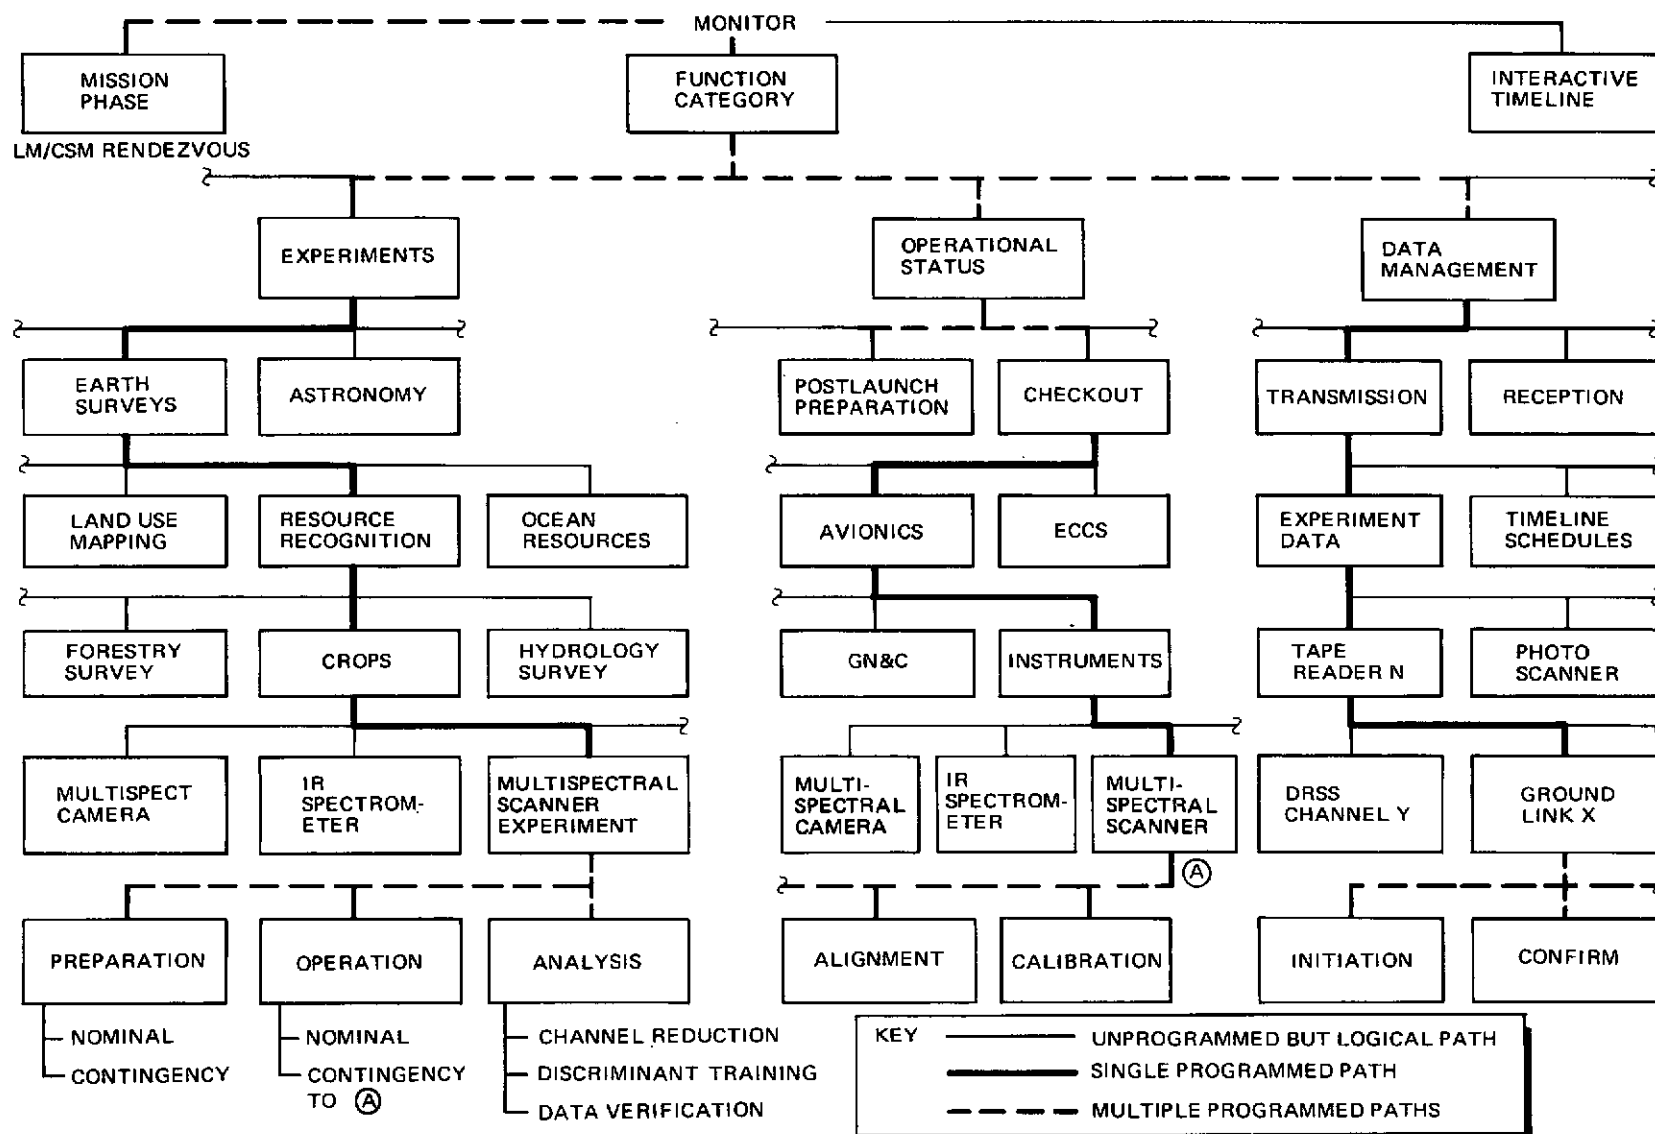 MONITOR
MISSION
PHASE
FUNCTION
CATEGORY
INTERACTIVE
TIMELINE
LM/CSM RENDEZVOUS
EXPERIMENTS
OPERATIONAL
STATUS
DATA
MANAGEMENT
EARTH
SURVEYS
ASTRONOMY
POSTLAUNCH
PREPARATION
CHECKOUT
TRANSMISSION
RECEPTION
LAND USE
MAPPING
RESOURCE
RECOGNITION
OCEAN
RESOURCES
AVIONICS
ECCS
EXPERIMENT
DATA
TIMELINE
SCHEDULES
FORESTRY
SURVEY
CROPS
HYDROLOGY
SURVEY
GN&C
INSTRUMENTS
TAPE
READER N
PHOTO
SCANNER
MULTISPECT
CAMERA
IR
SPECTROM-
ETER
MULTISPECTRAL
SCANNER
EXPERIMENT
MULTI-
SPECTRAL
CAMERA
IR
SPECTROM-
ETER
MULTI-
SPECTRAL
SCANNER
DRSS
CHANNEL Y
GROUND
LINK X
A
PREPARATION
OPERATION
ANALYSIS
ALIGNMENT
CALIBRATION
INITIATION
CONFIRM
NOMINAL
CONTINGENCY
NOMINAL
CONTINGENCY
TO A
CHANNEL REDUCTION
DISCRIMINANT TRAINING
DATA VERIFICATION
KEY
UNPROGRAMMED BUT LOGICAL PATH
SINGLE PROGRAMMED PATH
MULTIPLE PROGRAMMED PATHS